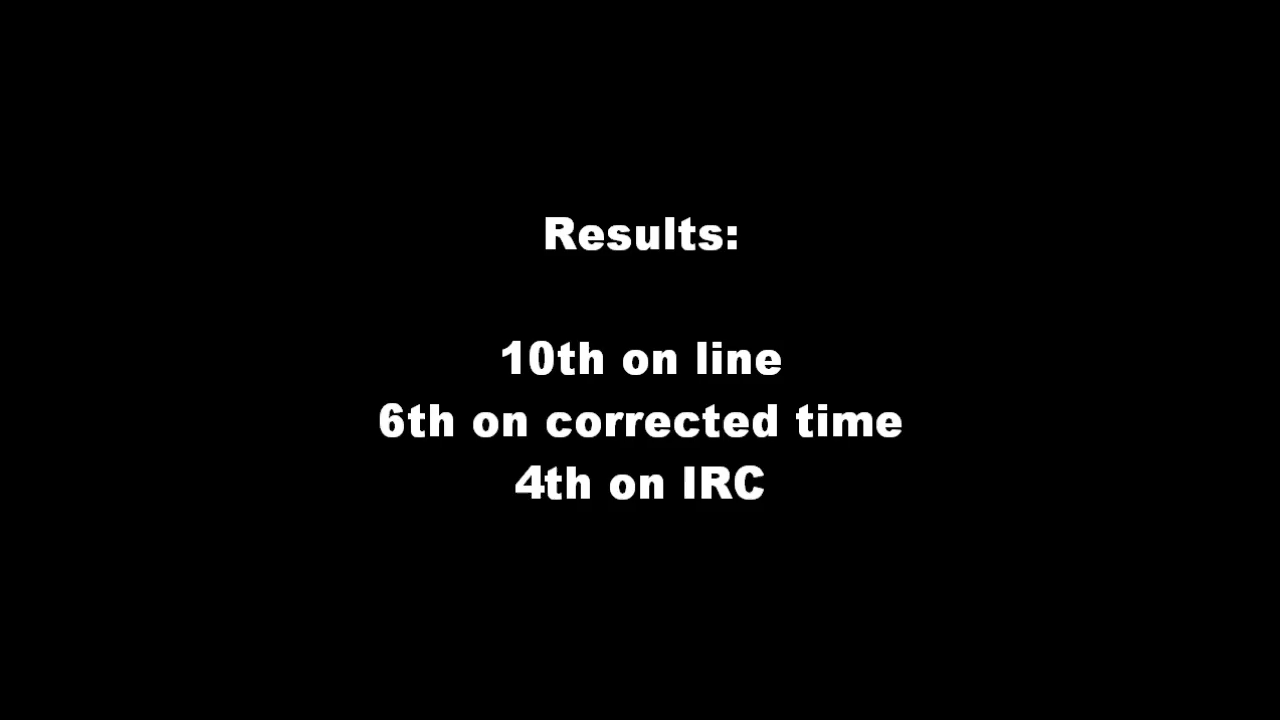 Results:
10th on line
6th on corrected time
4th on IRC